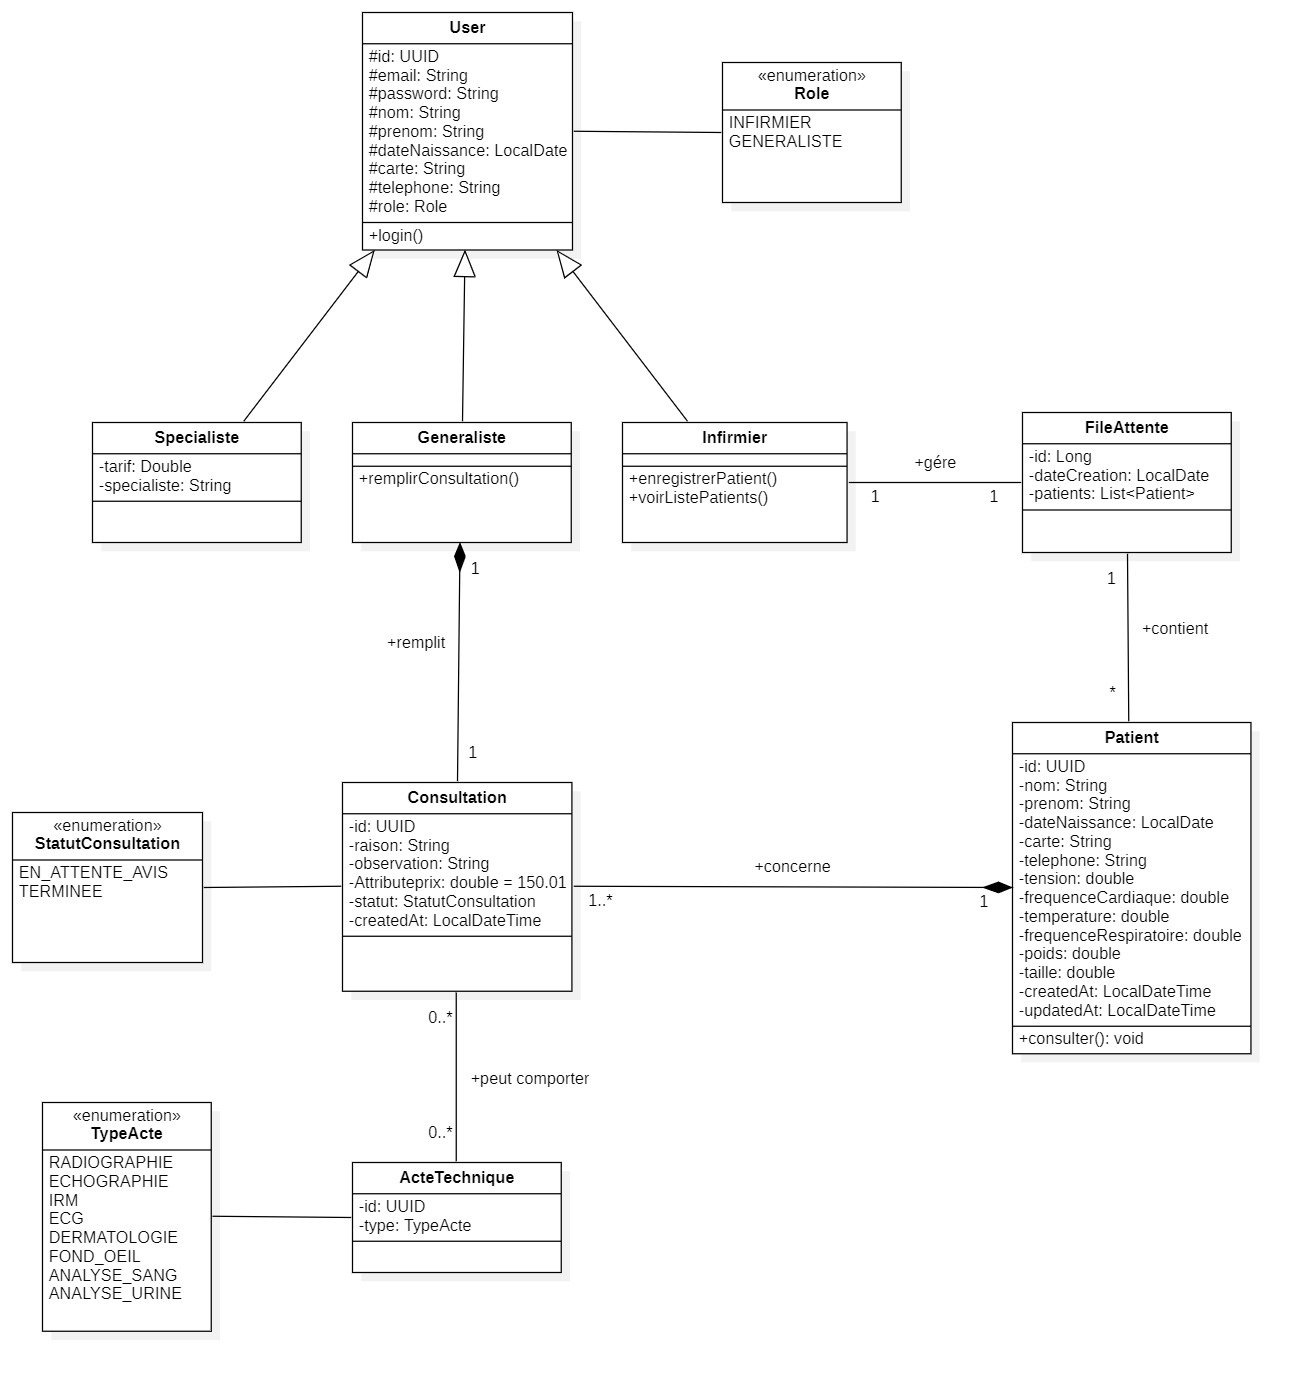 User
#id: UUID
#email: String
#password: String
#nom: String
#prenom: String
#dateNaissance: LocalDate
#carte: String
#telephone: String
#role: Role
+login()
«enumeration»
Role
INFIRMIER
GENERALISTE
Specialiste
-tarif: Double
-specialiste: String
Generaliste
+remplirConsultation()
Infirmier
+enregistrerPatient()
+voirListePatients()
+gére
1
1
FileAttente
-id: Long
-dateCreation: LocalDate
-patients: List<Patient>
1
+remplit
1
1
+contient
*
Patient
-id: UUID
-nom: String
-prenom: String
-dateNaissance: LocalDate
-carte: String
-telephone: String
-tension: double
-frequenceCardiaque: double
-temperature: double
-frequenceRespiratoire: double
-poids: double
-taille: double
-createdAt: LocalDateTime
-updatedAt: LocalDateTime
+consulter(): void
Consultation
-id: UUID
-raison: String
-observation: String
-Attributeprix: double = 150.01
-statut: StatutConsultation
-createdAt: LocalDateTime
«enumeration»
StatutConsultation
EN_ATTENTE_AVIS
TERMINEE
+concerne
1..*
1
0..*
+peut comporter
0..*
«enumeration»
TypeActe
RADIOGRAPHIE
ECHOGRAPHIE
IRM
ECG
DERMATOLOGIE
FOND_OEIL
ANALYSE_SANG
ANALYSE_URINE
ActeTechnique
-id: UUID
-type: TypeActe